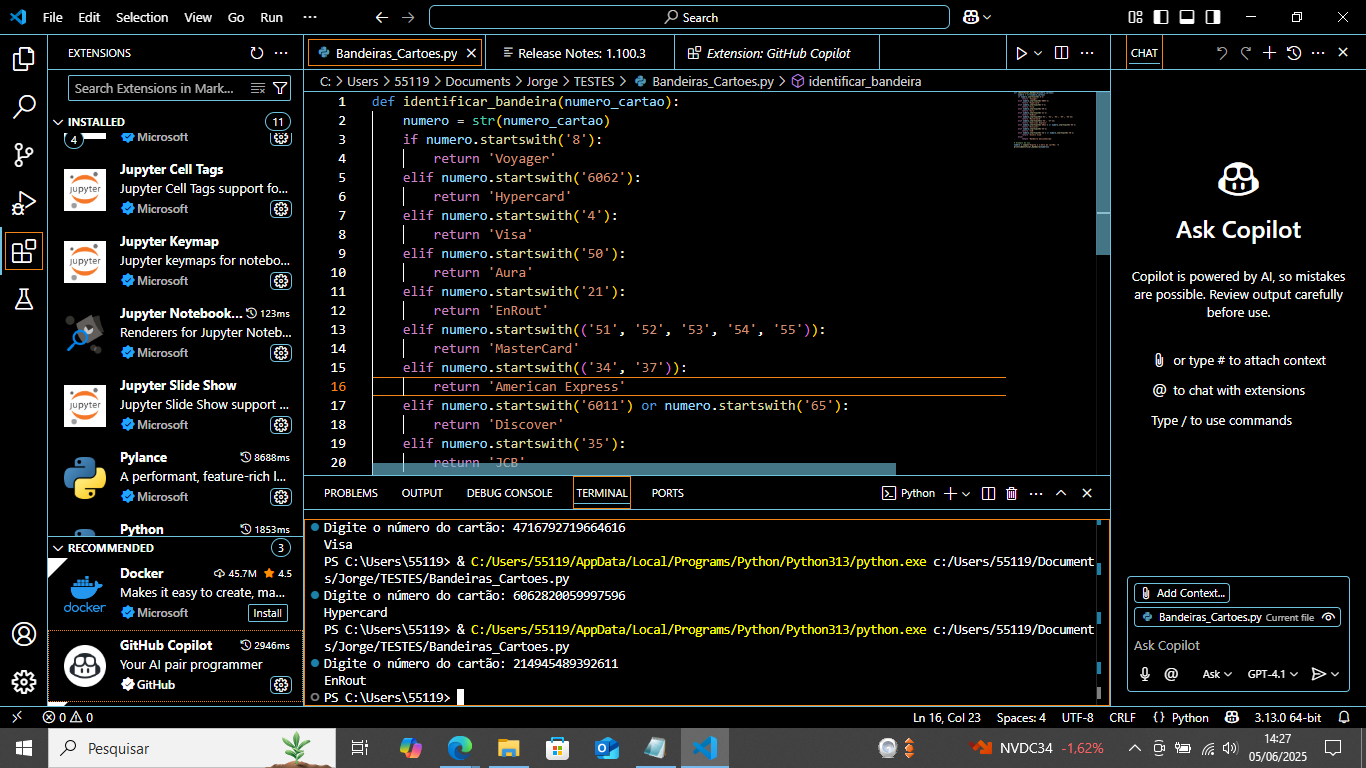 File Edit Selection View Go Run ··· Search
EXTENSIONS
Search Extensions in Mark...
INSTALLED 11
4 Microsoft
Jupyter Cell Tags
Jupyter Cell Tags support fo...
Microsoft
Jupyter Keymap
Jupyter keymaps for notebo...
Microsoft
Jupyter Notebook... 123ms
Renderers for Jupyter Noteb...
Microsoft
Jupyter Slide Show
Jupyter Slide Show support ...
Microsoft
Pylance 8688ms
A performant, feature-rich l...
Microsoft
Python 1853ms
RECOMMENDED 3
Docker 45.7M 4.5
Makes it easy to create, ma...
Microsoft Install
GitHub Copilot 2946ms
Your AI pair programmer
GitHub
jupyter
jupyter
jupyter
docker
Bandeiras_Cartoes.py Release Notes: 1.100.3 Extension: GitHub Copilot
C: > Users > 55119 > Documents > Jorge > TESTES > Bandeiras_Cartoes.py > identificar_bandeira
1 def identificar_bandeira(numero_cartao):
2 numero = str(numero_cartao)
3 if numero.startswith('8'):
4 return 'Voyager'
5 elif numero.startswith('6062'):
6 return 'Hypercard'
7 elif numero.startswith('4'):
8 return 'Visa'
9 elif numero.startswith('50'):
10 return 'Aura'
11 elif numero.startswith('21'):
12 return 'EnRout'
13 elif numero.startswith(('51', '52', '53', '54', '55')):
14 return 'MasterCard'
15 elif numero.startswith(('34', '37')):
16 return 'American Express'
17 elif numero.startswith('6011') or numero.startswith('65'):
18 return 'Discover'
19 elif numero.startswith('35'):
20 return 'JCB'
PROBLEMS OUTPUT DEBUG CONSOLE TERMINAL PORTS Python
Digite o número do cartão: 4716792719664616
Visa
PS C:\Users\55119> & C:/Users/55119/AppData/Local/Programs/Python/Python313/python.exe c:/Users/55119/Document
s/Jorge/TESTES/Bandeiras_Cartoes.py
Digite o número do cartão: 6062820059997596
Hypercard
PS C:\Users\55119> & C:/Users/55119/AppData/Local/Programs/Python/Python313/python.exe c:/Users/55119/Document
s/Jorge/TESTES/Bandeiras_Cartoes.py
Digite o número do cartão: 214945489392611
EnRout
PS C:\Users\55119>
CHAT
Ask Copilot
Copilot is powered by AI, so mistakes
are possible. Review output carefully
before use.
or type # to attach context
@ to chat with extensions
Type / to use commands
Add Context...
Bandeiras_Cartoes.py Current file
Ask Copilot
@ Ask GPT-4.1
0 0 Ln 16, Col 23 Spaces: 4 UTF-8 CRLF {} Python 3.13.0 64-bit
Pesquisar NVDC34 -1,62% 14:27
05/06/2025